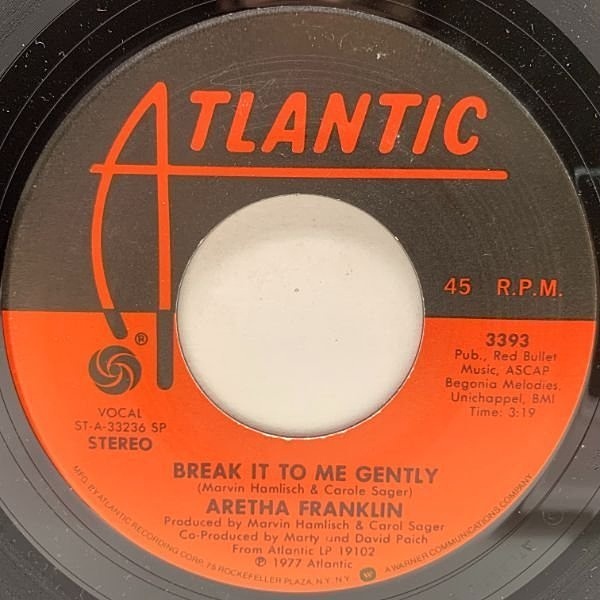 ATLANTIC
45 R.P.M.
®
3393
Pub., Red Bullet
Music, ASCAP
Begonia Melodies.
Unichappel, BMI
Time: 3:19
VOCAL
ST-A-33236 SP
STEREO
BREAK IT TO ME GENTLY
(Marvin Hamlisch & Carole Sager)
ARETHA FRANKLIN
Produced by Marvin Hamlisch & Carol Sager
Co-Produced by Marty and David Paich
From Atlantic LP 19102
℗ 1977 Atlantic
MFG. BY ATLANTIC RECORDING CORP. 75 ROCKEFELLER PLAZA, N.Y. N.Y. W A WARNER COMMUNICATIONS COMPANY